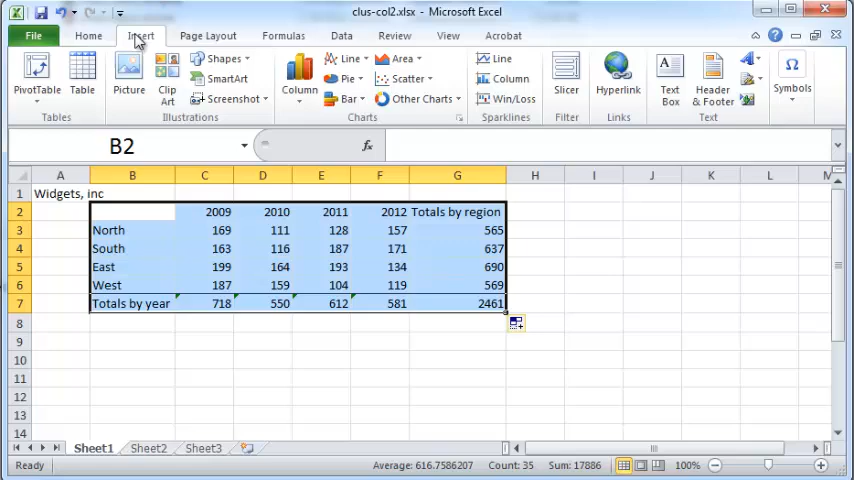 clus-col2.xlsx - Microsoft Excel
File Home Insert Page Layout Formulas Data Review View Acrobat
PivotTable Table Picture Clip Art Shapes SmartArt Screenshot Column Line Pie Bar Area Scatter Other Charts Line Column Win/Loss Slicer Hyperlink Text Box Header & Footer Symbols
Tables Illustrations Charts Sparklines Filter Links Text
B2 fx
A B C D E F G H I J K L M
1 Widgets, inc
2 2009 2010 2011 2012 Totals by region
3 North 169 111 128 157 565
4 South 163 116 187 171 637
5 East 199 164 193 134 690
6 West 187 159 104 119 569
7 Totals by year 718 550 612 581 2461
8
9
10
11
12
13
14
Sheet1 Sheet2 Sheet3
Ready Average: 616.7586207 Count: 35 Sum: 17886 100%